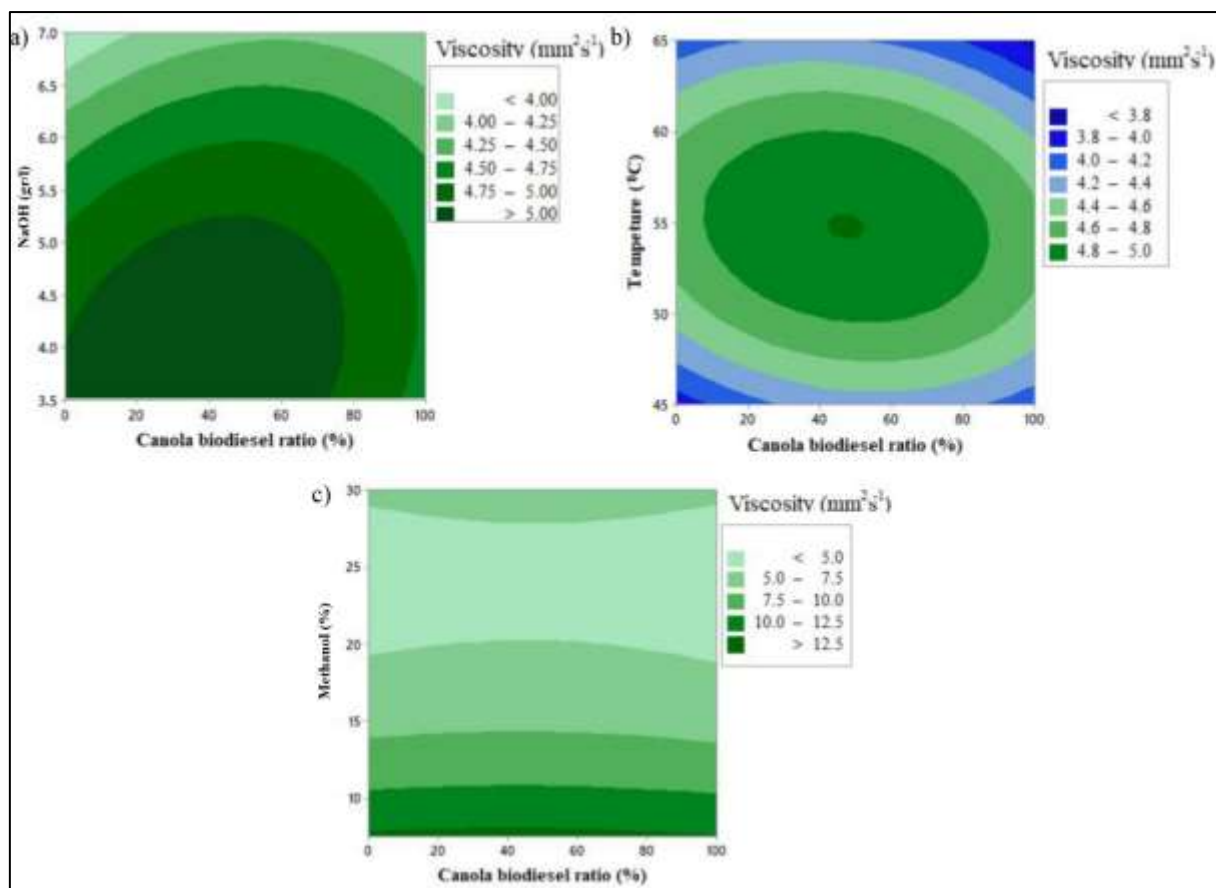 a)
Viscosity (mm²s⁻¹)
< 4.00
4.00 – 4.25
4.25 – 4.50
4.50 – 4.75
4.75 – 5.00
> 5.00
7.0
6.5
6.0
5.5
5.0
4.5
4.0
3.5
NaOH (gr/l)
0 20 40 60 80 100
Canola biodiesel ratio (%)
b)
Viscosity (mm²s⁻¹)
< 3.8
3.8 – 4.0
4.0 – 4.2
4.2 – 4.4
4.4 – 4.6
4.6 – 4.8
4.8 – 5.0
65
60
55
50
45
Tempeture (⁰C)
0 20 40 60 80 100
Canola biodiesel ratio (%)
c)
Viscosity (mm²s⁻¹)
< 5.0
5.0 – 7.5
7.5 – 10.0
10.0 – 12.5
> 12.5
30
25
20
15
10
Methanol (%)
0 20 40 60 80 100
Canola biodiesel ratio (%)